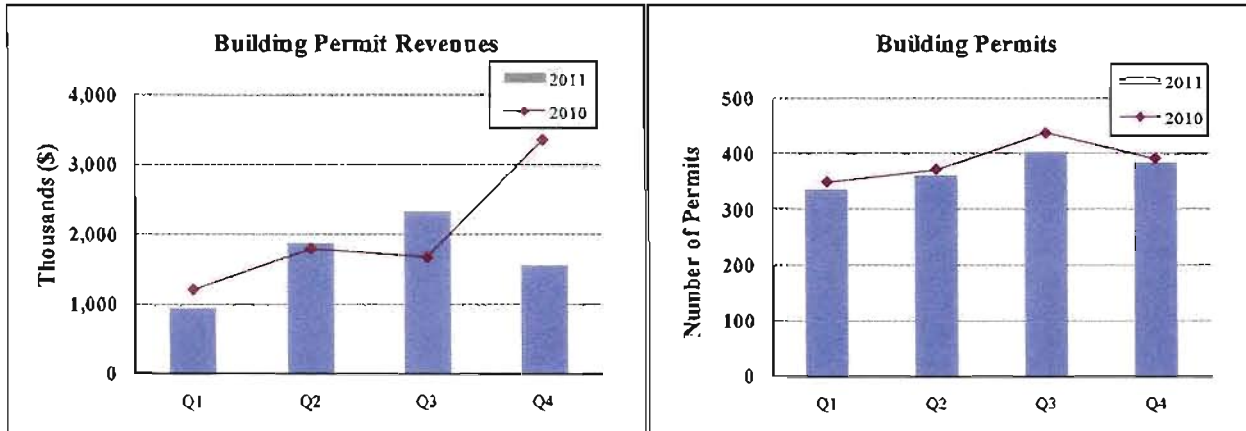 Building Permit Revenues
2011
2010
4,000
3,000
2,000
1,000
0
Thousands ($)
Q1 Q2 Q3 Q4
Building Permits
2011
2010
500
400
300
200
100
0
Number of Permits
Q1 Q2 Q3 Q4